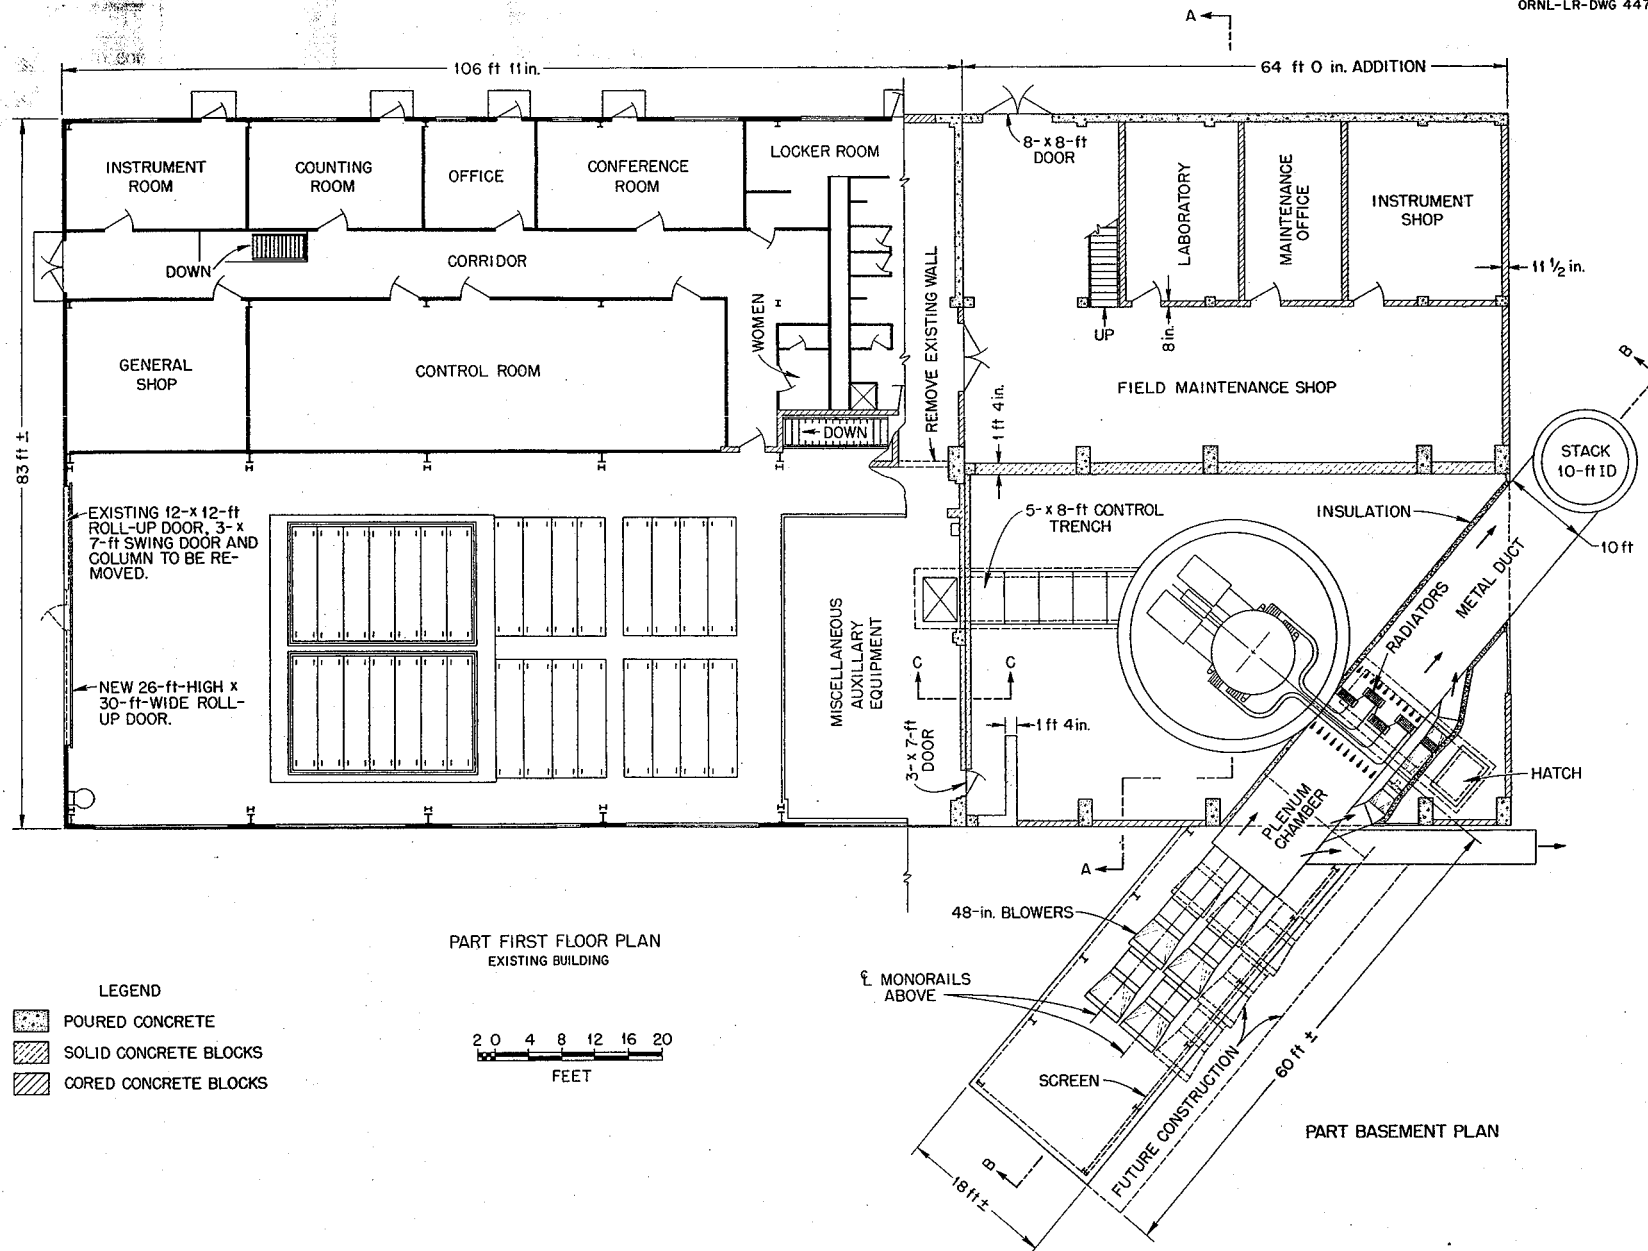 ORNL-LR-DWG 447
A
106 ft 11 in.
64 ft 0 in. ADDITION
8- x 8-ft
DOOR
INSTRUMENT
ROOM
COUNTING
ROOM
OFFICE
CONFERENCE
ROOM
LOCKER ROOM
LABORATORY
MAINTENANCE
OFFICE
INSTRUMENT
SHOP
DOWN
CORRIDOR
11 1/2 in.
WOMEN
REMOVE EXISTING WALL
UP
8 in.
GENERAL
SHOP
CONTROL ROOM
FIELD MAINTENANCE SHOP
B
83 ft ±
DOWN
1 ft 4 in.
STACK
10-ft ID
EXISTING 12- x 12-ft
ROLL-UP DOOR, 3- x
7-ft SWING DOOR AND
COLUMN TO BE RE-
MOVED.
5- x 8-ft CONTROL
TRENCH
INSULATION
10 ft
METAL DUCT
RADIATORS
MISCELLANEOUS
AUXILLARY
EQUIPMENT
C
C
NEW 26-ft-HIGH x
30-ft-WIDE ROLL-
UP DOOR.
3- x 7-ft
DOOR
1 ft 4 in.
HATCH
PLENUM
CHAMBER
A
48-in. BLOWERS
PART FIRST FLOOR PLAN
EXISTING BUILDING
℄ MONORAILS
ABOVE
LEGEND
POURED CONCRETE
SOLID CONCRETE BLOCKS
CORED CONCRETE BLOCKS
2 0 4 8 12 16 20
FEET
SCREEN
FUTURE CONSTRUCTION
60 ft ±
PART BASEMENT PLAN
B
18 ft ±